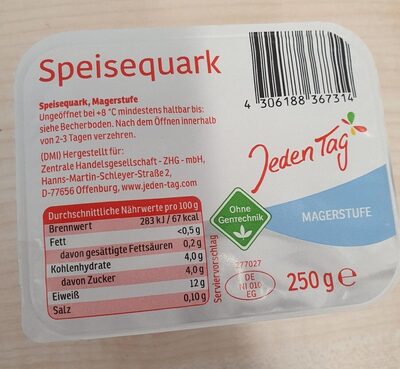 Speisequark
4 306188 367314
Speisequark, Magerstufe
Ungeöffnet bei +8 °C mindestens haltbar bis:
siehe Becherboden. Nach dem Öffnen innerhalb
von 2-3 Tagen verzehren.
(DMI) Hergestellt für:
Zentrale Handelsgesellschaft - ZHG - mbH,
Hanns-Martin-Schleyer-Straße 2,
D-77656 Offenburg, www.jeden-tag.com
Jeden Tag
MAGERSTUFE
Ohne
Gentechnik
Durchschnittliche Nährwerte pro 100 g
Brennwert 283 kJ / 67 kcal
Fett <0,5 g
davon gesättigte Fettsäuren 0,2 g
Kohlenhydrate 4,0 g
davon Zucker 4,0 g
Eiweiß 12 g
Salz 0,10 g
Serviervorschlag
77027
DE
NI 010
EG
250 g e